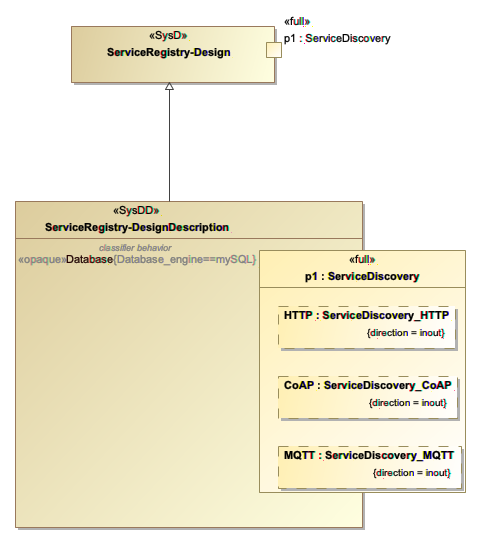 «SysD»
ServiceRegistry-Design
«full»
p1 : ServiceDiscovery
«SysDD»
ServiceRegistry-DesignDescription
classifier behavior
«opaque»Database{Database_engine==mySQL}
«full»
p1 : ServiceDiscovery
HTTP : ServiceDiscovery_HTTP
{direction = inout}
CoAP : ServiceDiscovery_CoAP
{direction = inout}
MQTT : ServiceDiscovery_MQTT
{direction = inout}